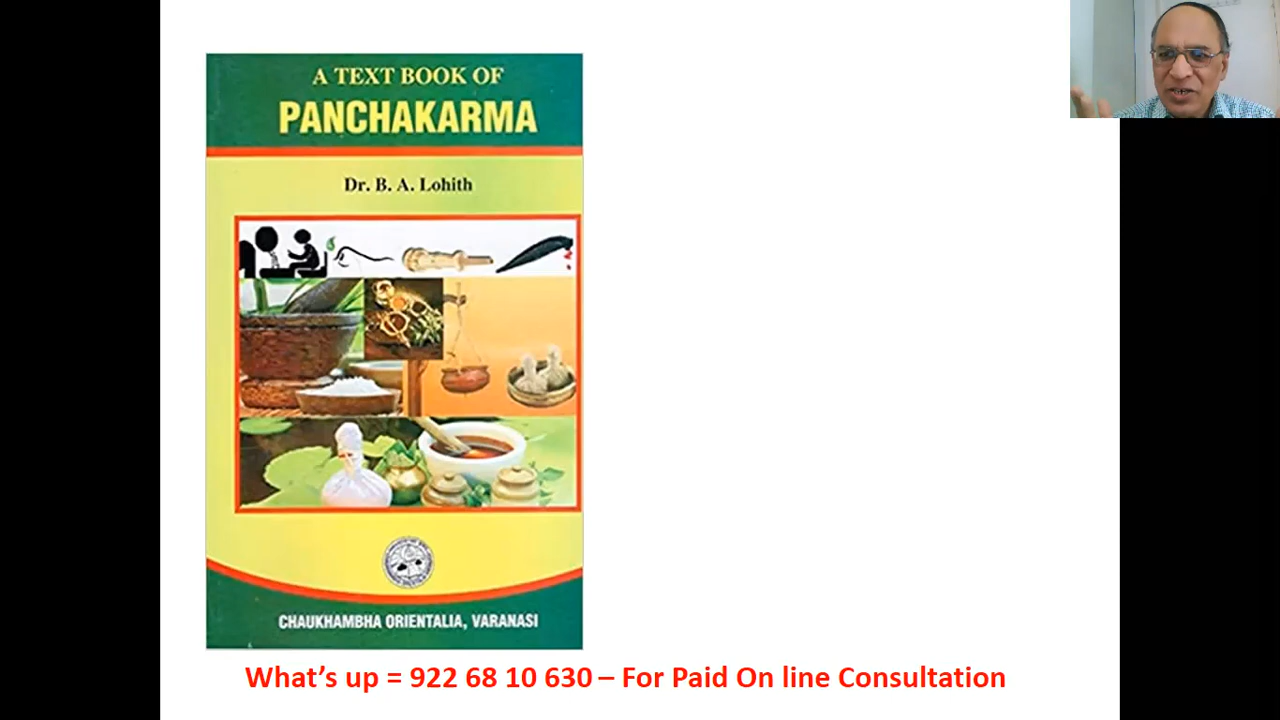 A TEXT BOOK OF
PANCHAKARMA
Dr. B. A. Lohith
CHAUKHAMBHA ORIENTALIA, VARANASI
What's up = 922 68 10 630 – For Paid On line Consultation